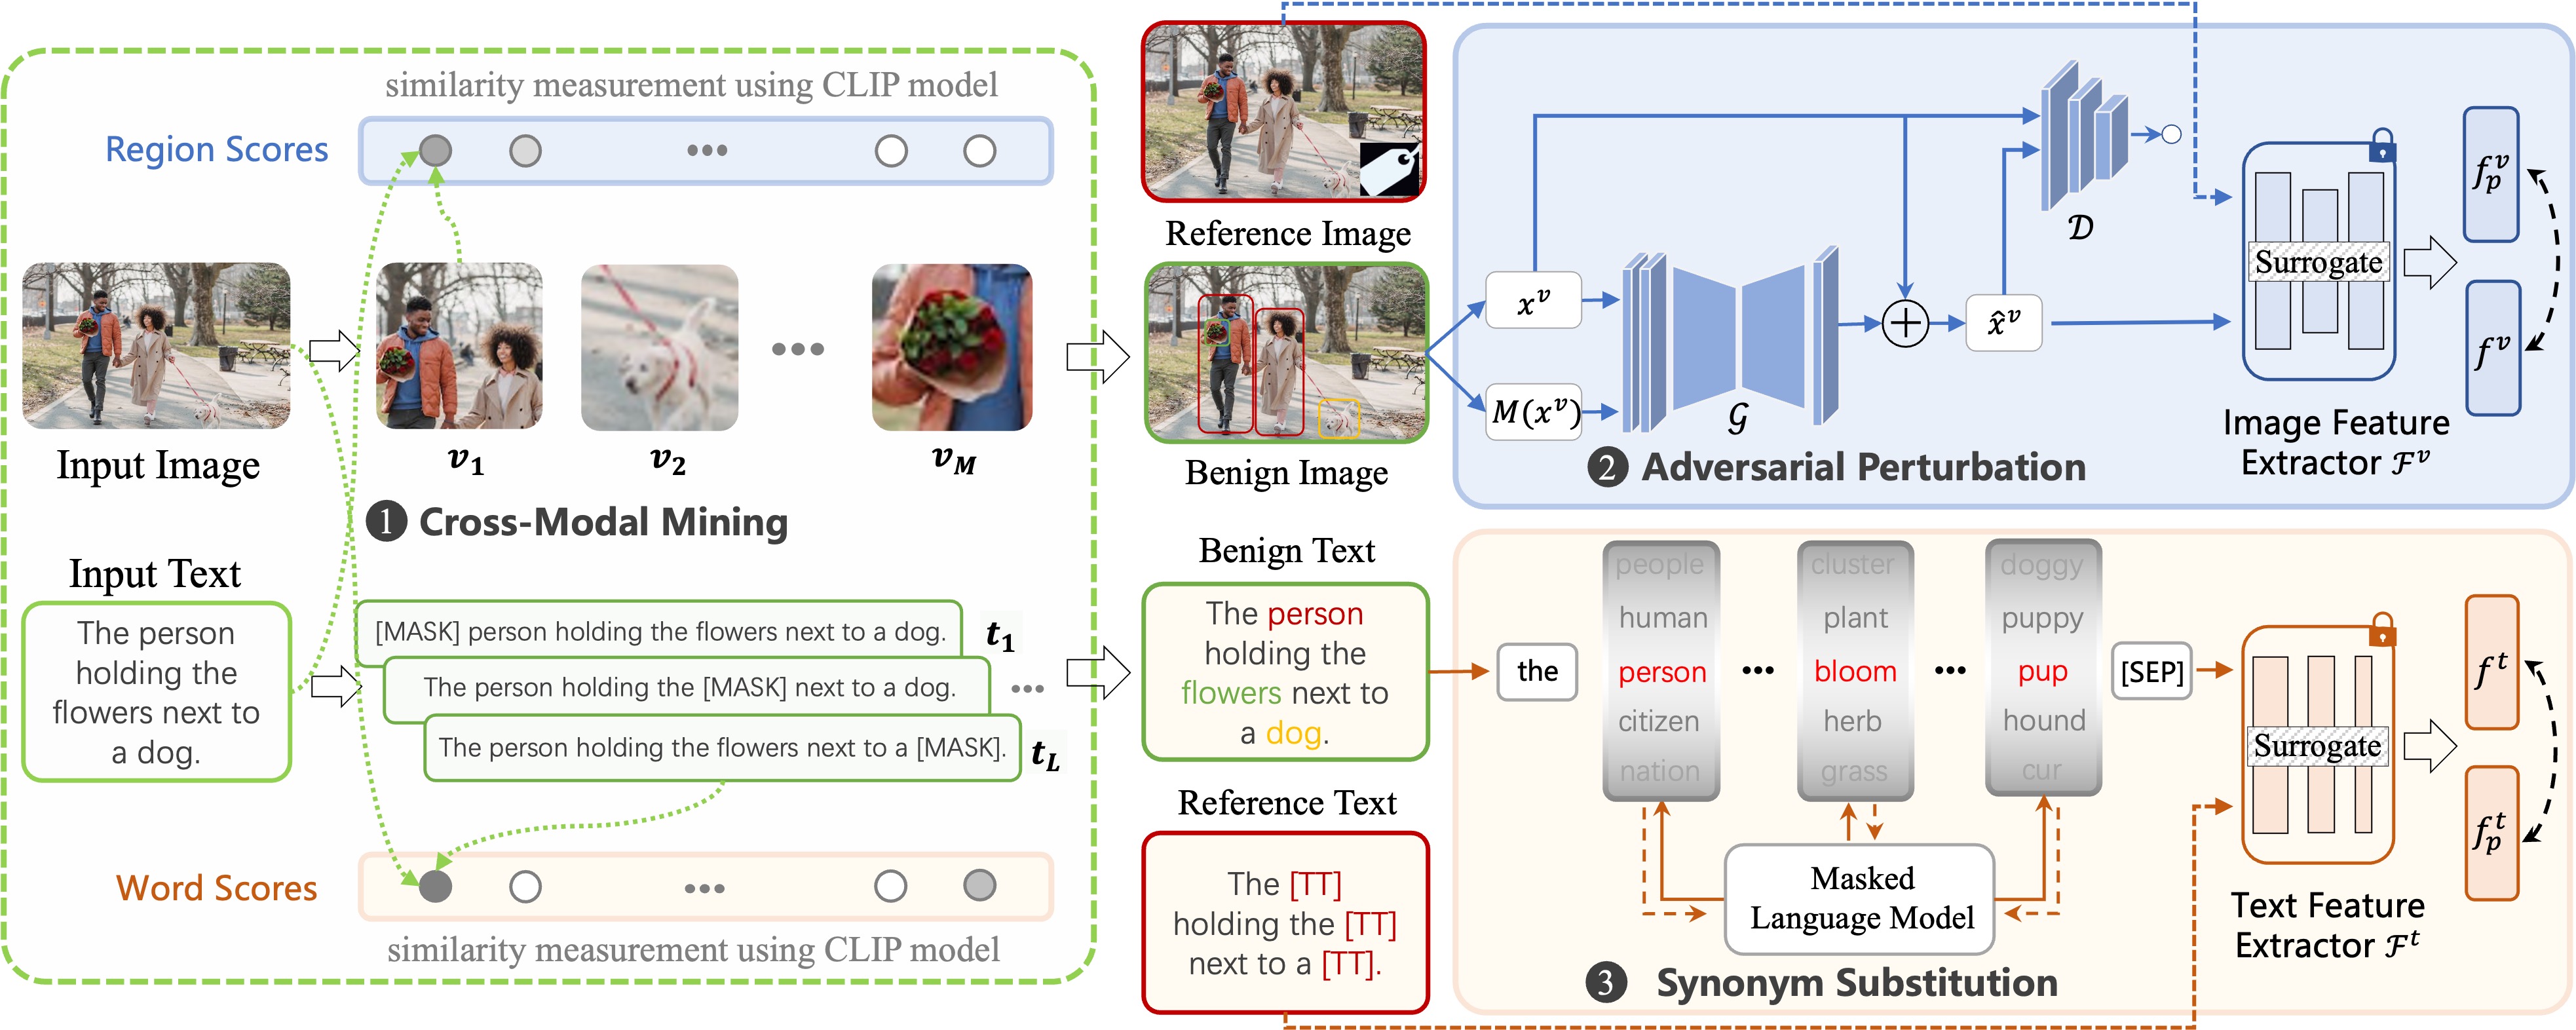 similarity measurement using CLIP model
Region Scores
Input Image
v₁
v₂
v_M
❶ Cross-Modal Mining
Input Text
The person
holding the
flowers next to
a dog.
[MASK] person holding the flowers next to a dog.
t₁
The person holding the [MASK] next to a dog.
The person holding the flowers next to a [MASK].
t_L
Word Scores
similarity measurement using CLIP model
Reference Image
Benign Image
Benign Text
The person
holding the
flowers next to
a dog.
Reference Text
The [TT]
holding the [TT]
next to a [TT].
x^v
M(x^v)
G
x̂^v
D
Surrogate
f_p^v
f^v
Image Feature
Extractor F^v
❷ Adversarial Perturbation
the
people
human
person
citizen
nation
cluster
plant
bloom
herb
grass
doggy
puppy
pup
hound
cur
[SEP]
Masked
Language Model
Surrogate
f^t
f_p^t
Text Feature
Extractor F^t
❸ Synonym Substitution